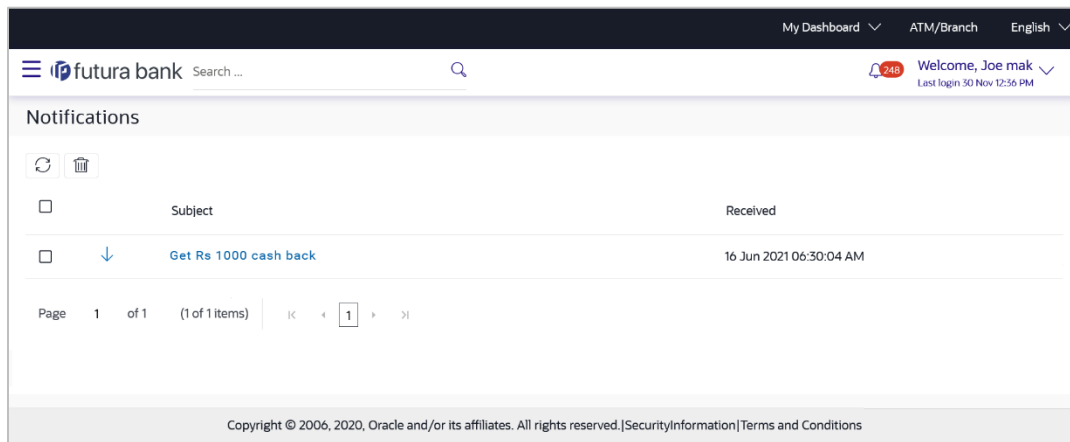 My Dashboard ATM/Branch English
futura bank Search ... 248 Welcome, Joe mak
Last login 30 Nov 12:36 PM
Notifications
Subject Received
Get Rs 1000 cash back 16 Jun 2021 06:30:04 AM
Page 1 of 1 (1 of 1 items) 1
Copyright © 2006, 2020, Oracle and/or its affiliates. All rights reserved.|SecurityInformation|Terms and Conditions